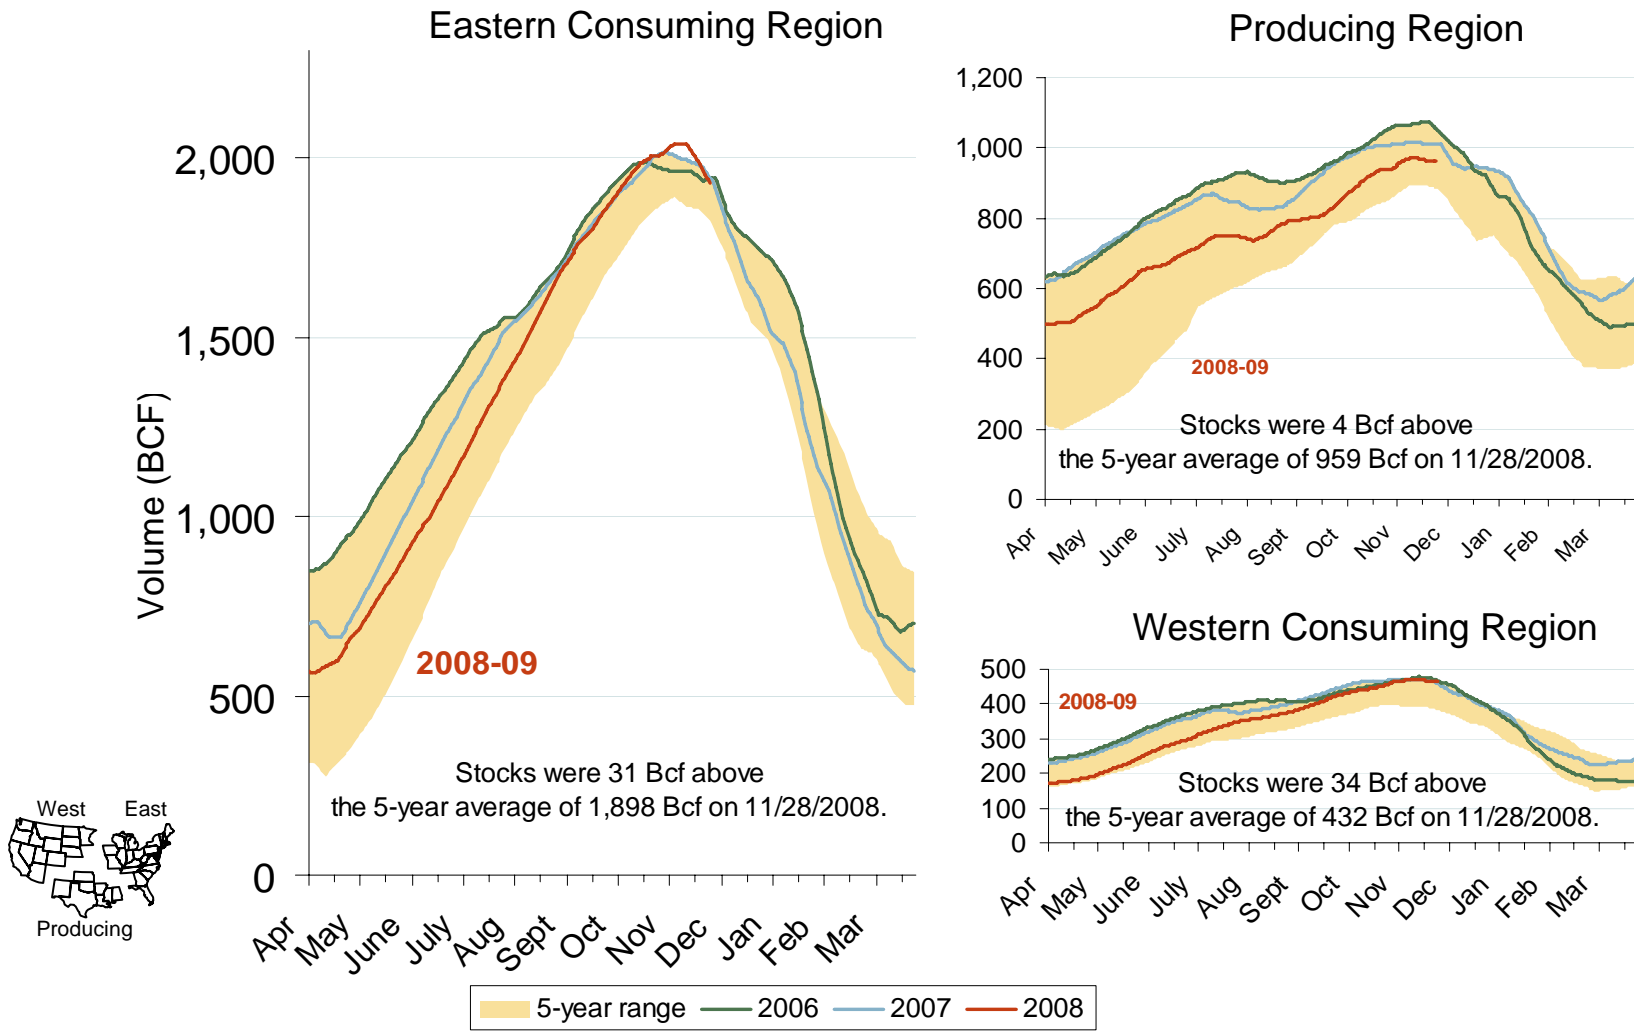 Eastern Consuming Region
Volume (BCF)
2,000
1,500
1,000
500
0
2008-09
Stocks were 31 Bcf above
the 5-year average of 1,898 Bcf on 11/28/2008.
Apr May June July Aug Sept Oct Nov Dec Jan Feb Mar
Producing Region
1,200
1,000
800
600
400
200
0
2008-09
Stocks were 4 Bcf above
the 5-year average of 959 Bcf on 11/28/2008.
Apr May June July Aug Sept Oct Nov Dec Jan Feb Mar
Western Consuming Region
500
400
300
200
100
0
2008-09
Stocks were 34 Bcf above
the 5-year average of 432 Bcf on 11/28/2008.
Apr May June July Aug Sept Oct Nov Dec Jan Feb Mar
West East
Producing
5-year range 2006 2007 2008